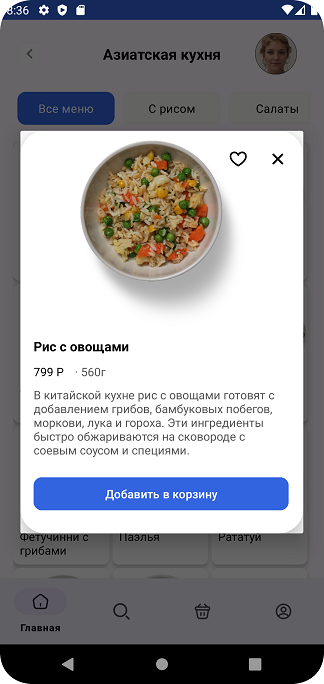 8:36
Азиатская кухня
Все меню
С рисом
Салаты
Рис с овощами
799 Р · 560г
В китайской кухне рис с овощами готовят с
добавлением грибов, бамбуковых побегов,
моркови, лука и гороха. Эти ингредиенты
быстро обжариваются на сковороде с
соевым соусом и специями.
Добавить в корзину
Фетучинни с
грибами
Паэлья
Рататуй
Главная